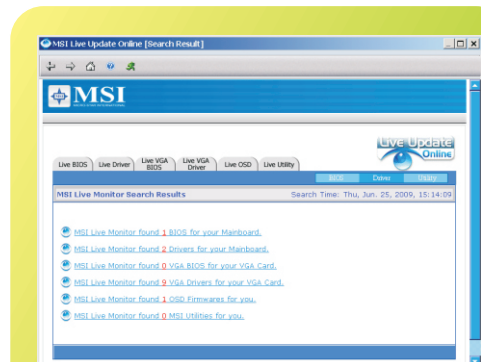 MSI Live Update Online [Search Result]
MSI
Live Update
Online
Live BIOS
Live Driver
Live VGA
BIOS
Live VGA
Driver
Live OSD
Live Utility
BIOS
Driver
Utility
MSI Live Monitor Search Results
Search Time: Thu, Jun. 25, 2009, 15:14:09
MSI Live Monitor found 1 BIOS for your Mainboard.
MSI Live Monitor found 2 Drivers for your Mainboard.
MSI Live Monitor found 0 VGA BIOS for your VGA Card.
MSI Live Monitor found 9 VGA Drivers for your VGA Card.
MSI Live Monitor found 1 OSD Firmwares for you.
MSI Live Monitor found 0 MSI Utilities for you.